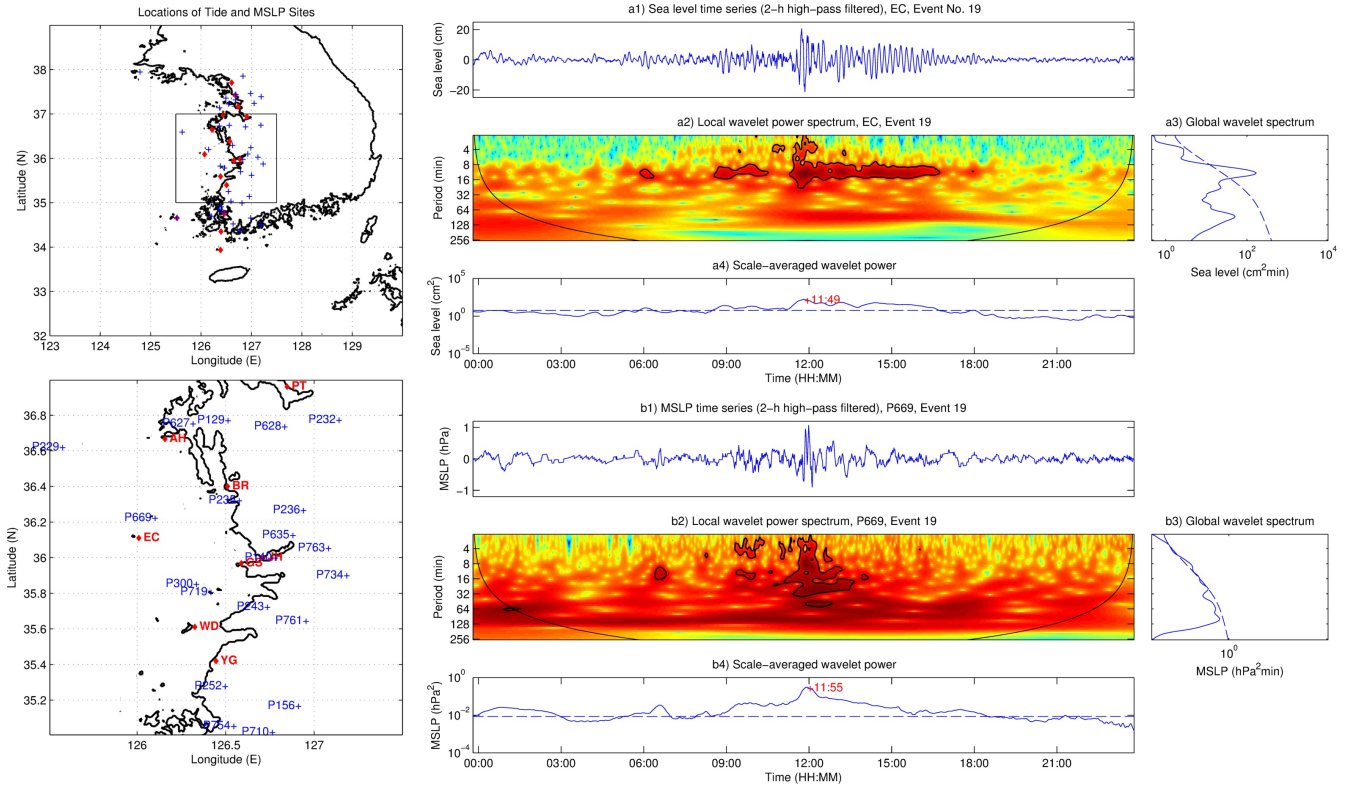 Locations of Tide and MSLP Sites
38
37
36
35
34
33
32
Latitude (N)
123
124
125
126
127
128
129
Longitude (E)
a1) Sea level time series (2-h high-pass filtered), EC, Event No. 19
20
0
-20
Sea level (cm)
a2) Local wavelet power spectrum, EC, Event 19
4
8
16
32
64
128
256
Period (min)
a3) Global wavelet spectrum
10^0
10^2
10^4
Sea level (cm^2min)
a4) Scale-averaged wavelet power
10^5
10^0
10^-5
Sea level (cm^2)
+11:49
00:00
03:00
06:00
09:00
12:00
15:00
18:00
21:00
Time (HH:MM)
PT
P627+
P129+
P628+
P232+
P229+
AH
BR
P235+
P236+
P669+
EC
P635+
P763+
JH
GS
P734+
P300+
P719+
P243+
P761+
WD
YG
P252+
P156+
P754+
P710+
36.8
36.6
36.4
36.2
36
35.8
35.6
35.4
35.2
Latitude (N)
126
126.5
127
Longitude (E)
b1) MSLP time series (2-h high-pass filtered), P669, Event 19
1
0
-1
MSLP (hPa)
b2) Local wavelet power spectrum, P669, Event 19
4
8
16
32
64
128
256
Period (min)
b3) Global wavelet spectrum
10^0
MSLP (hPa^2min)
b4) Scale-averaged wavelet power
10^0
10^-2
10^-4
MSLP (hPa^2)
+11:55
00:00
03:00
06:00
09:00
12:00
15:00
18:00
21:00
Time (HH:MM)